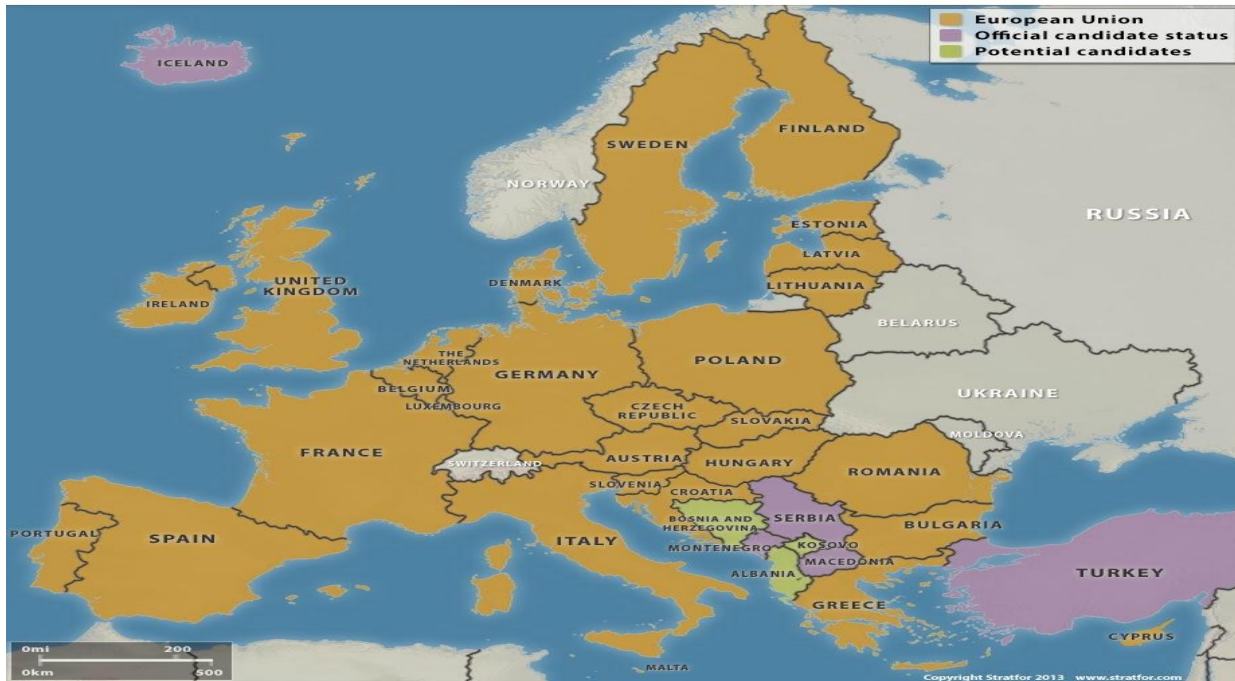 European Union
Official candidate status
Potential candidates
ICELAND
FINLAND
SWEDEN
NORWAY
RUSSIA
ESTONIA
LATVIA
DENMARK
LITHUANIA
UNITED
KINGDOM
IRELAND
BELARUS
THE
NETHERLANDS
POLAND
GERMANY
BELGIUM
UKRAINE
LUXEMBOURG
CZECH
REPUBLIC
SLOVAKIA
MOLDOVA
FRANCE
SWITZERLAND
AUSTRIA
HUNGARY
ROMANIA
SLOVENIA
CROATIA
SERBIA
BOSNIA AND
HERZEGOVINA
BULGARIA
PORTUGAL
SPAIN
ITALY
MONTENEGRO
KOSOVO
MACEDONIA
ALBANIA
TURKEY
GREECE
CYPRUS
0mi 200
0km 500
MALTA
Copyright Stratfor 2013 www.stratfor.com